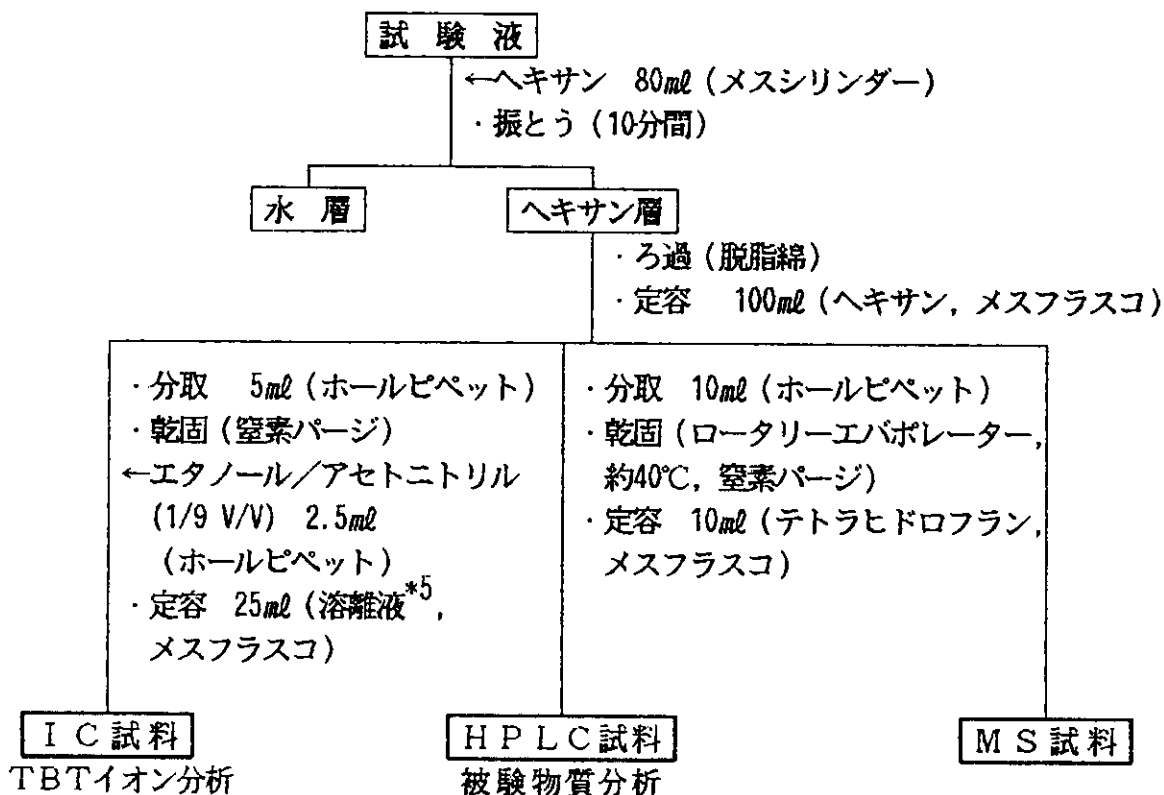 試験液
←ヘキサン 80ml（メスシリンダー）
・振とう（10分間）
水層
ヘキサン層
・ろ過（脱脂綿）
・定容 100ml（ヘキサン，メスフラスコ）
・分取 5ml（ホールピペット）
・乾固（窒素パージ）
←エタノール／アセトニトリル
(1/9 V/V) 2.5ml
（ホールピペット）
・定容 25ml（溶離液*5，
メスフラスコ）
・分取 10ml（ホールピペット）
・乾固（ロータリーエバポレーター，
約40℃，窒素パージ）
・定容 10ml（テトラヒドロフラン，
メスフラスコ）
ＩＣ試料
TBTイオン分析
ＨＰＬＣ試料
被験物質分析
ＭＳ試料